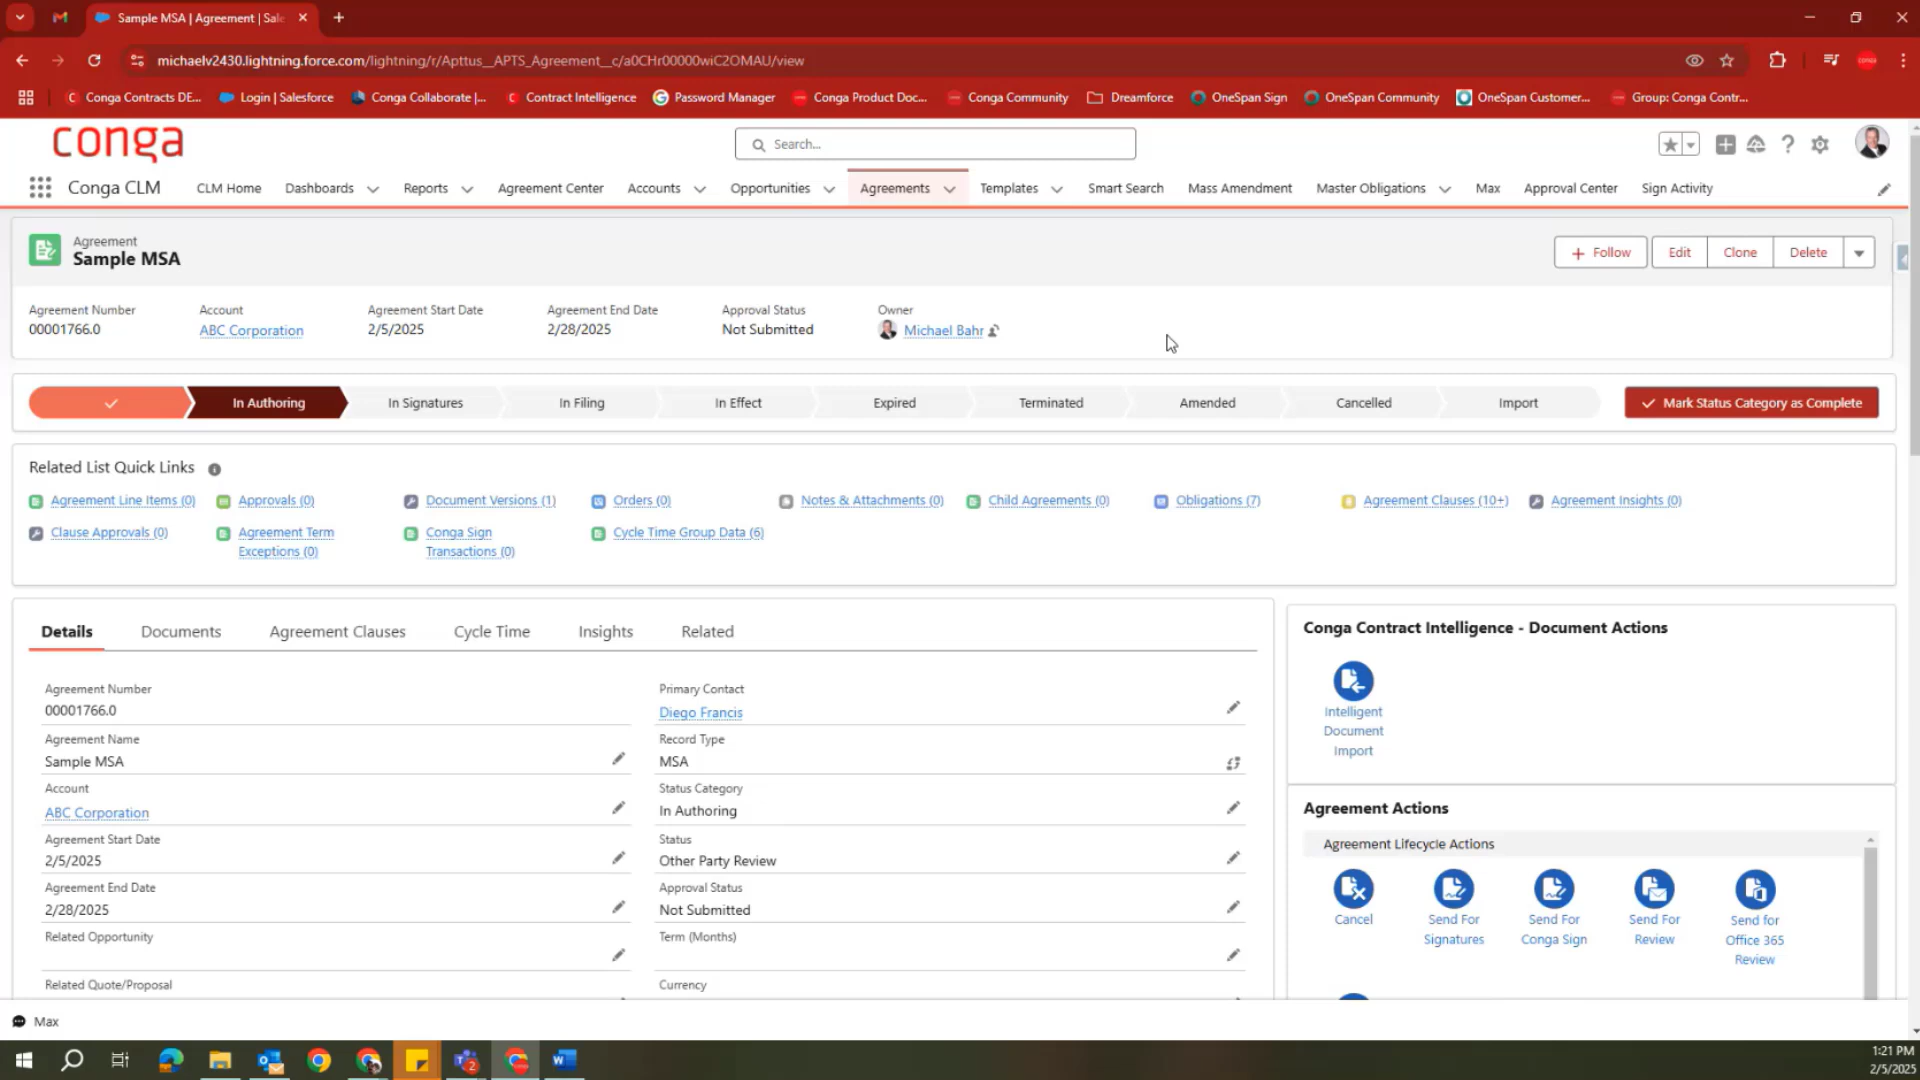 Sample MSA | Agreement | Sale
michaelv2430.lightning.force.com/lightning/r/Apttus__APTS_Agreement__c/a0CHr00000wiC2OMAU/view
Conga Contracts DE... Login | Salesforce Conga Collaborate |... Contract Intelligence Password Manager Conga Product Doc... Conga Community Dreamforce OneSpan Sign OneSpan Community OneSpan Customer... Group: Conga Contr...
conga
Search...
Conga CLM CLM Home Dashboards Reports Agreement Center Accounts Opportunities Agreements Templates Smart Search Mass Amendment Master Obligations Max Approval Center Sign Activity
Agreement
Sample MSA
+ Follow Edit Clone Delete
Agreement Number Account Agreement Start Date Agreement End Date Approval Status Owner
00001766.0 ABC Corporation 2/5/2025 2/28/2025 Not Submitted Michael Bahr
In Authoring In Signatures In Filing In Effect Expired Terminated Amended Cancelled Import Mark Status Category as Complete
Related List Quick Links
Agreement Line Items (0) Approvals (0) Document Versions (1) Orders (0) Notes & Attachments (0) Child Agreements (0) Obligations (7) Agreement Clauses (10+) Agreement Insights (0)
Clause Approvals (0) Agreement Term Conga Sign Cycle Time Group Data (6)
Exceptions (0) Transactions (0)
Details Documents Agreement Clauses Cycle Time Insights Related
Agreement Number
00001766.0
Agreement Name
Sample MSA
Account
ABC Corporation
Agreement Start Date
2/5/2025
Agreement End Date
2/28/2025
Related Opportunity
Related Quote/Proposal
Primary Contact
Diego Francis
Record Type
MSA
Status Category
In Authoring
Status
Other Party Review
Approval Status
Not Submitted
Term (Months)
Currency
Conga Contract Intelligence - Document Actions
Intelligent
Document
Import
Agreement Actions
Agreement Lifecycle Actions
Cancel
Send For
Signatures
Send For
Conga Sign
Send For
Review
Send for
Office 365
Review
Max
1:21 PM
2/5/2025